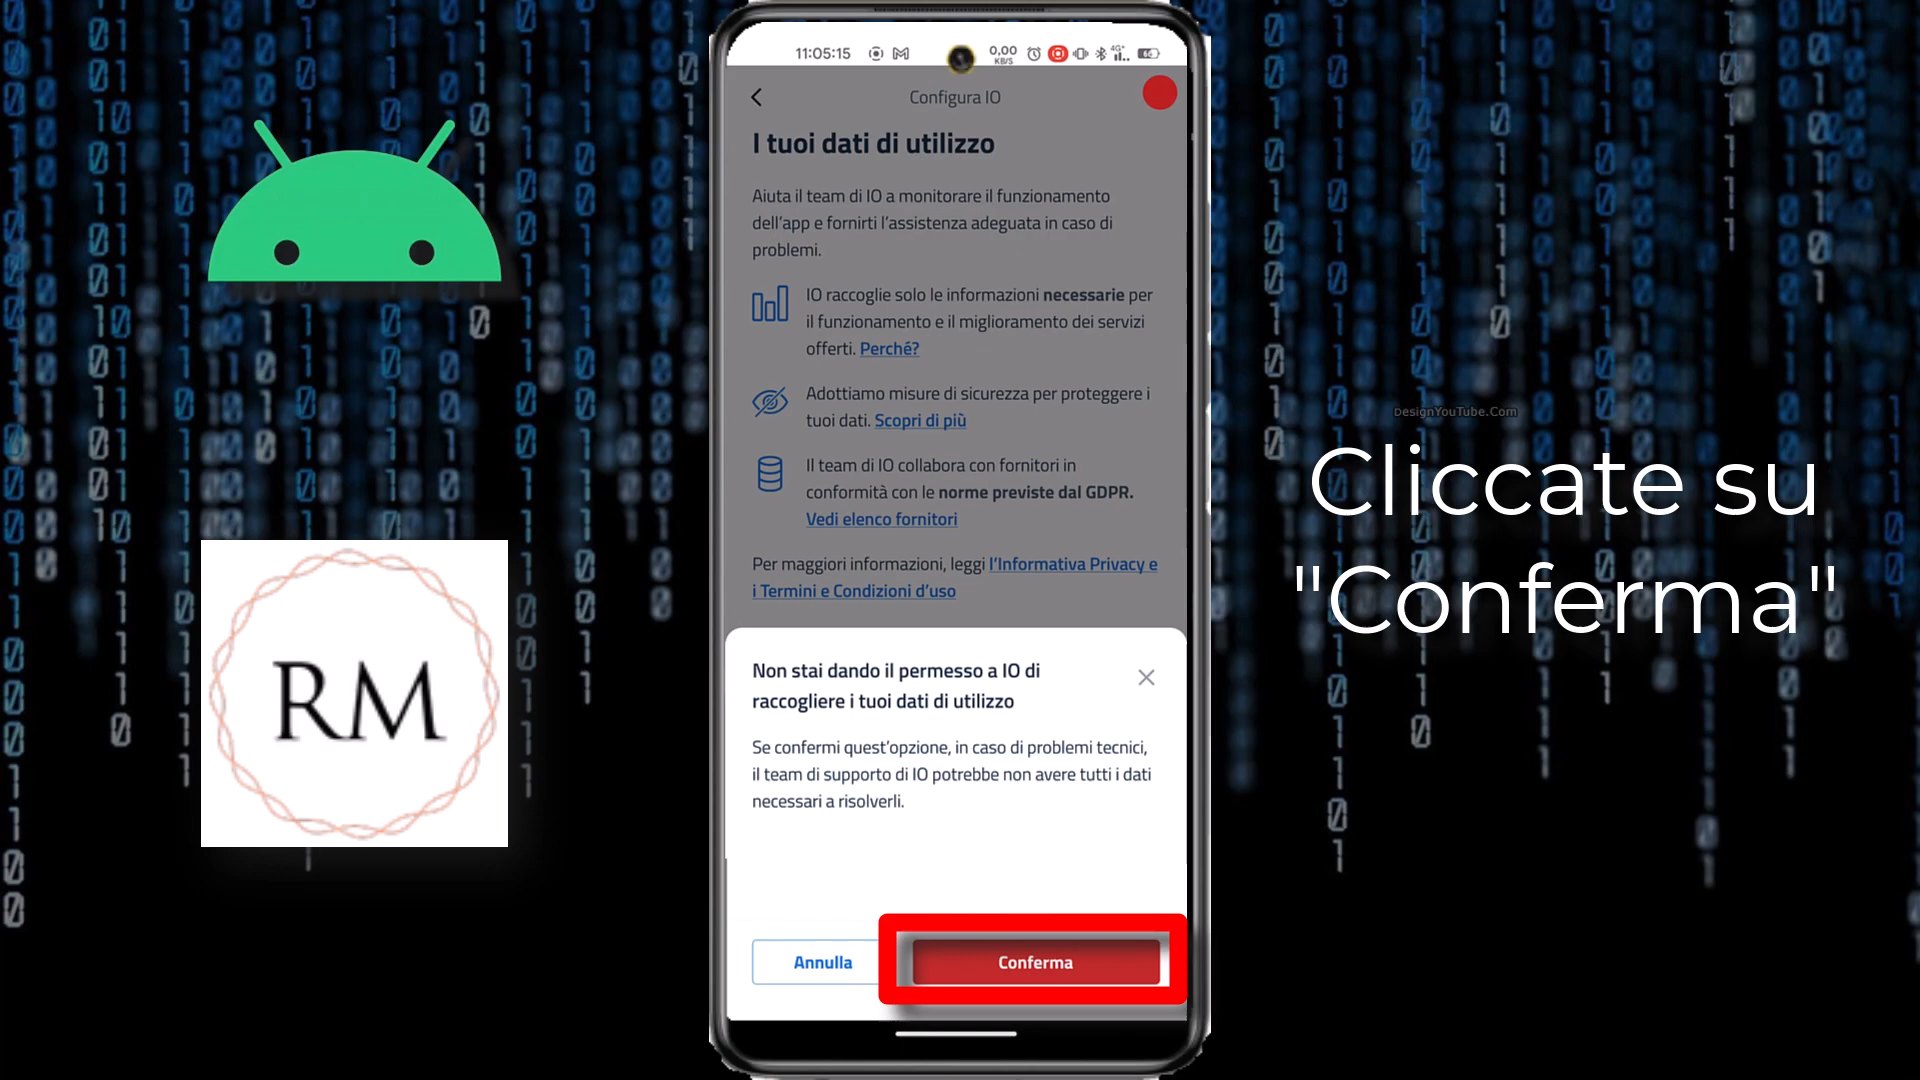 11:05:15
0,00
KB/S
4G+
Configura IO
I tuoi dati di utilizzo
Aiuta il team di IO a monitorare il funzionamento
dell'app e fornirti l'assistenza adeguata in caso di
problemi.
IO raccoglie solo le informazioni necessarie per
il funzionamento e il miglioramento dei servizi
offerti. Perché?
Adottiamo misure di sicurezza per proteggere i
tuoi dati. Scopri di più
Il team di IO collabora con fornitori in
conformità con le norme previste dal GDPR.
Vedi elenco fornitori
Per maggiori informazioni, leggi l'Informativa Privacy e
i Termini e Condizioni d'uso
Non stai dando il permesso a IO di
raccogliere i tuoi dati di utilizzo
Se confermi quest'opzione, in caso di problemi tecnici,
il team di supporto di IO potrebbe non avere tutti i dati
necessari a risolverli.
Annulla
Conferma
RM
DesignYouTube.Com
Cliccate su
"Conferma"